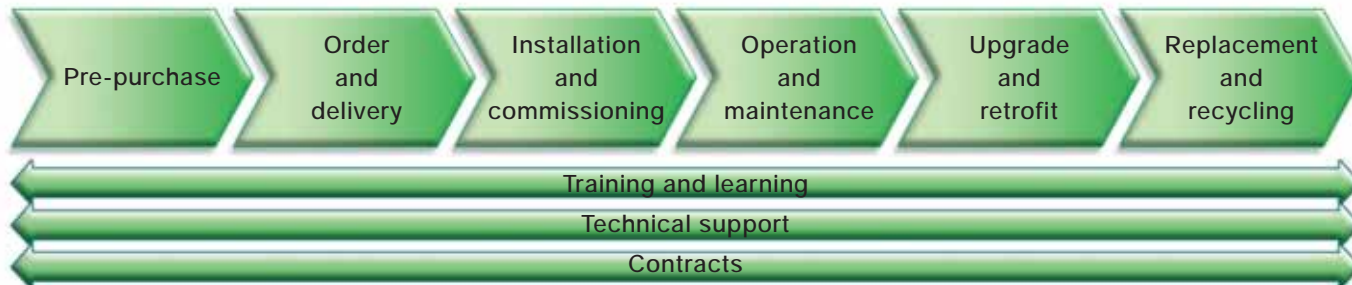 Pre-purchase
Order
and
delivery
Installation
and
commissioning
Operation
and
maintenance
Upgrade
and
retrofit
Replacement
and
recycling
Training and learning
Technical support
Contracts